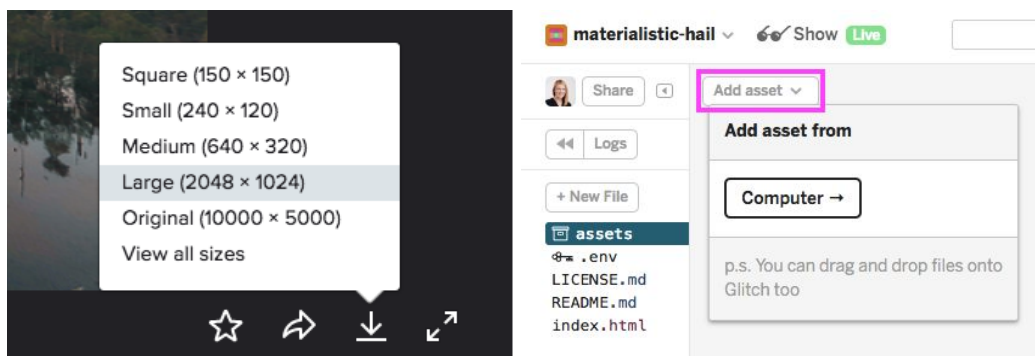 Square (150 × 150)
Small (240 × 120)
Medium (640 × 320)
Large (2048 × 1024)
Original (10000 × 5000)
View all sizes
materialistic-hail
Show
Live
Share
Add asset
Add asset from
Logs
+ New File
Computer →
assets
.env
p.s. You can drag and drop files onto
Glitch too
LICENSE.md
README.md
index.html